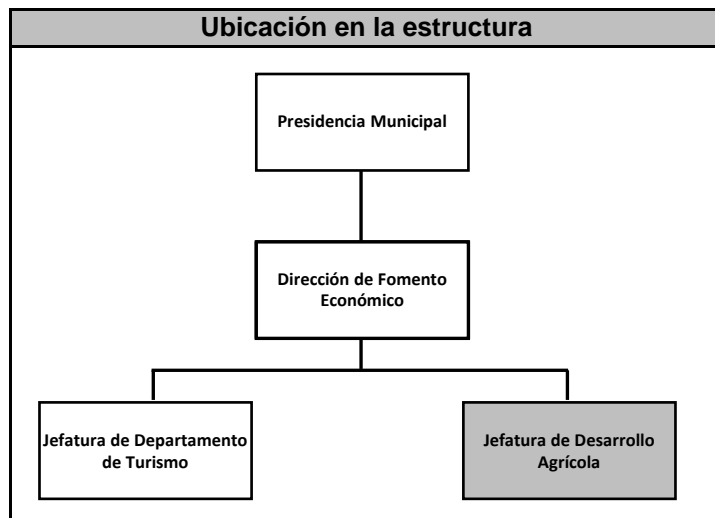 Ubicación en la estructura
Presidencia Municipal
Dirección de Fomento
Económico
Jefatura de Departamento
de Turismo
Jefatura de Desarrollo
Agrícola